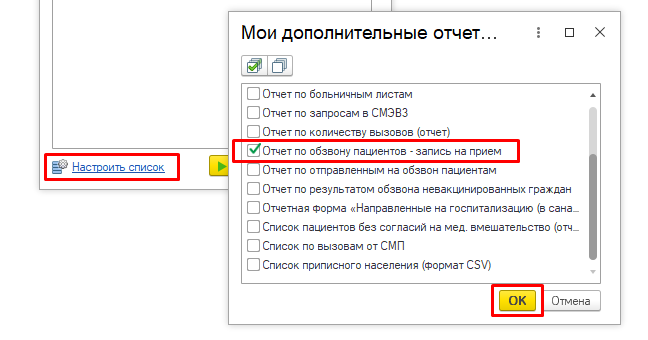 Мои дополнительные отчет...
Отчет по больничным листам
Отчет по запросам в СМЭВ3
Отчет по количеству вызовов (отчет)
Отчет по обзвону пациентов - запись на прием
Отчет по отправленным на обзвон пациентам
Отчет по результатом обзвона невакцинированных граждан
Отчетная форма «Направленные на госпитализацию (в сана...
Список пациентов без согласий на мед. вмешательство (отч...
Список по вызовам от СМП
Список приписного населения (формат CSV)
Настроить список
OK Отмена